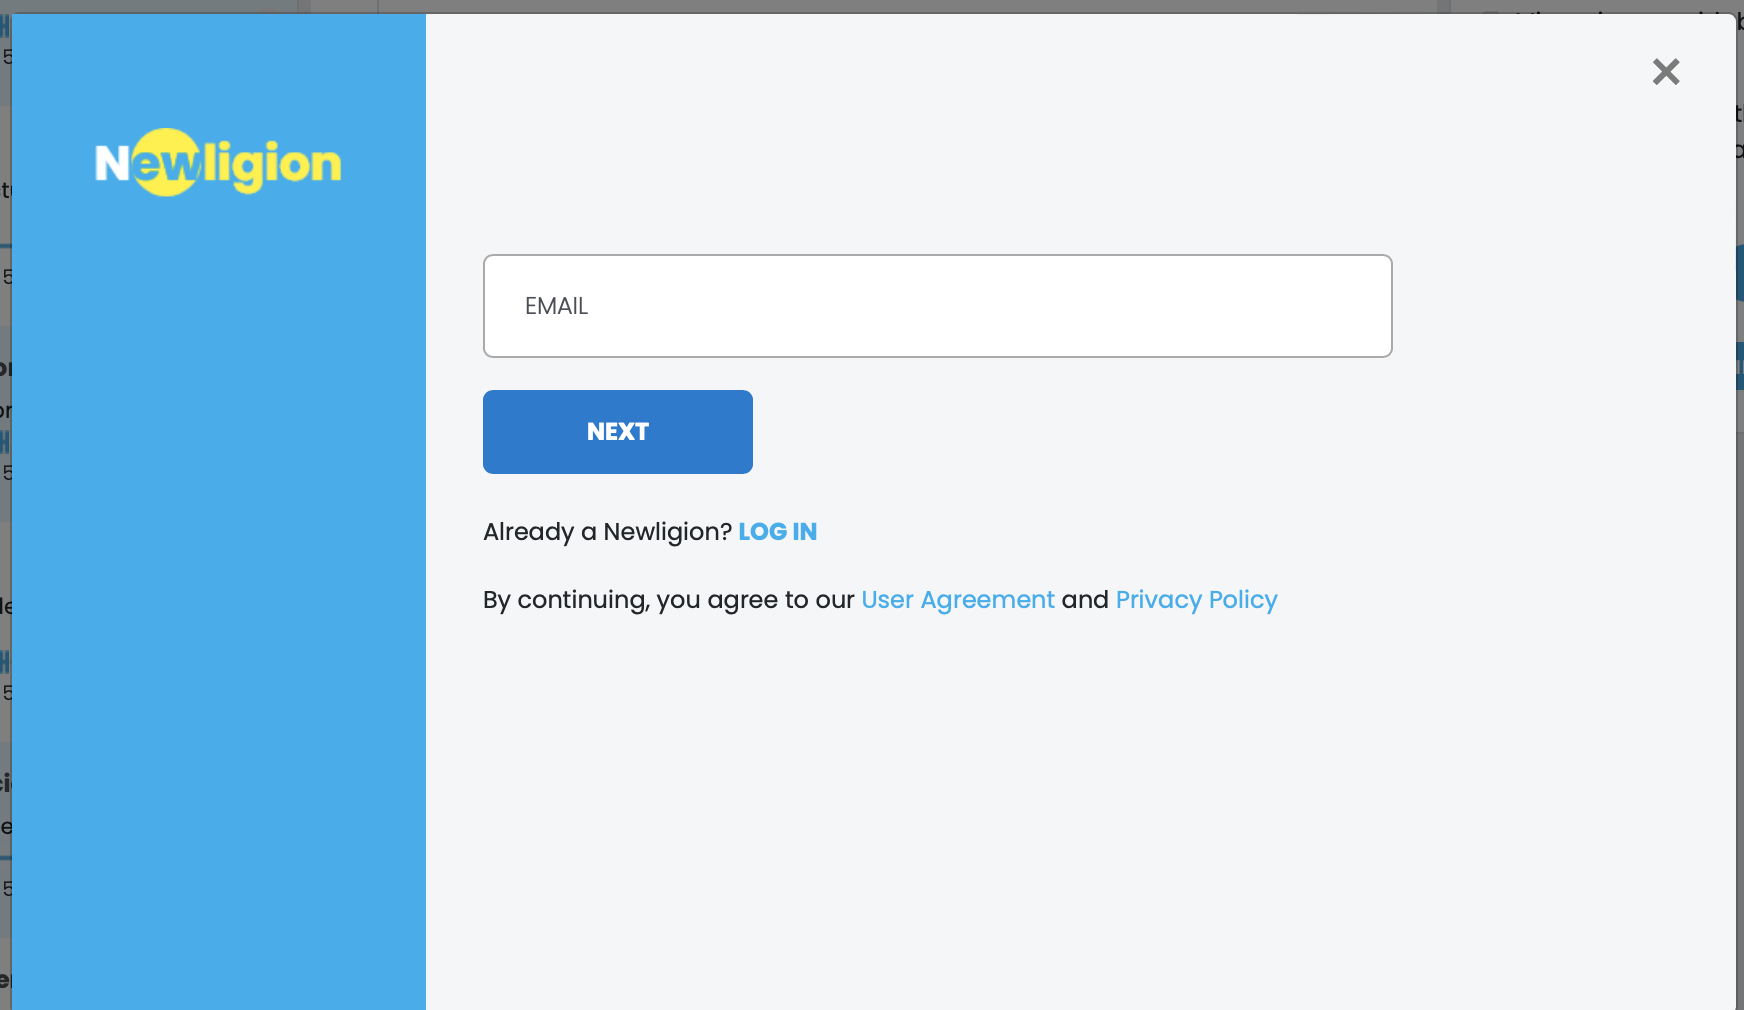 Newligion
EMAIL
NEXT
Already a Newligion? LOG IN
By continuing, you agree to our User Agreement and Privacy Policy